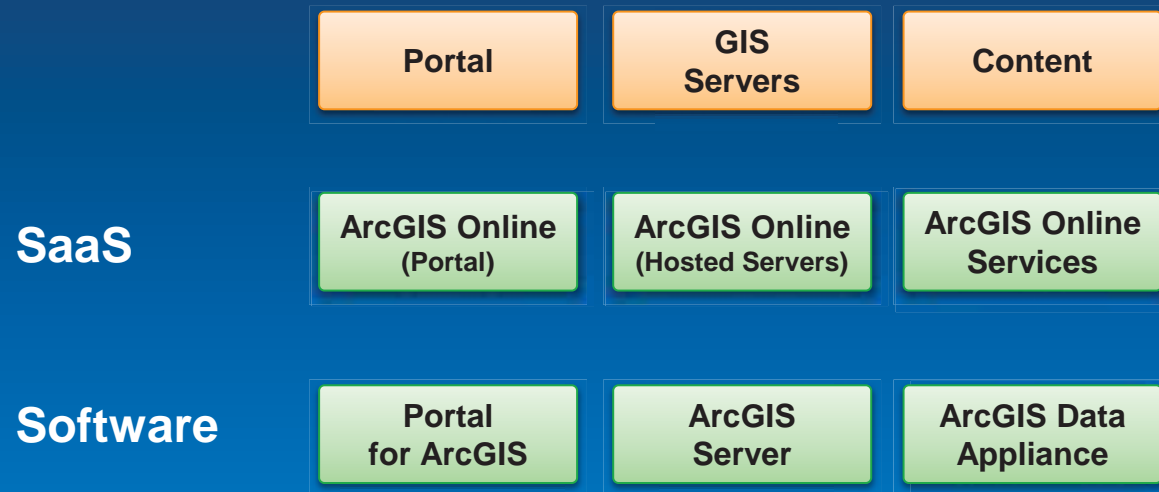 Portal
GIS
Servers
Content
SaaS
ArcGIS Online
(Portal)
ArcGIS Online
(Hosted Servers)
ArcGIS Online
Services
Software
Portal
for ArcGIS
ArcGIS
Server
ArcGIS Data
Appliance